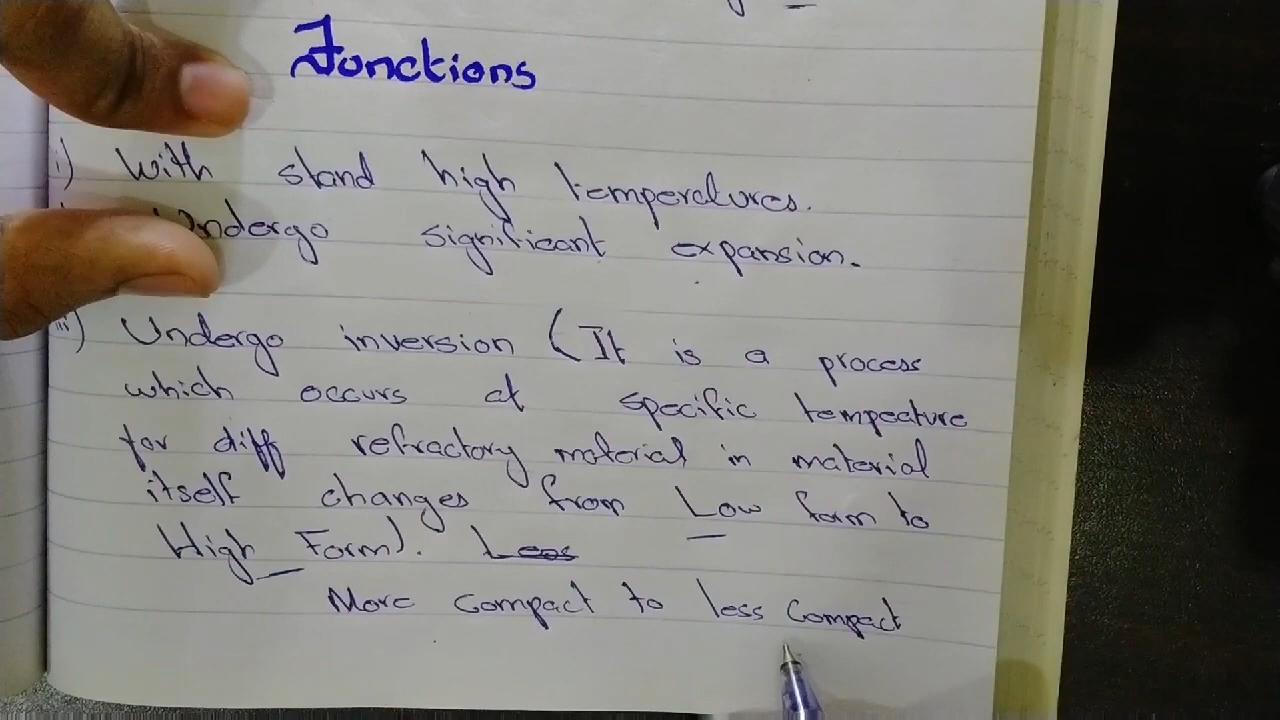 Functions
i) With stand high temperatures.
Undergo significant expansion.
iii) Undergo inversion (It is a process
which occurs at specific tempecture
for diff refractory material in material
itself changes from Low form to
High Form). Less
More compact to less Compact